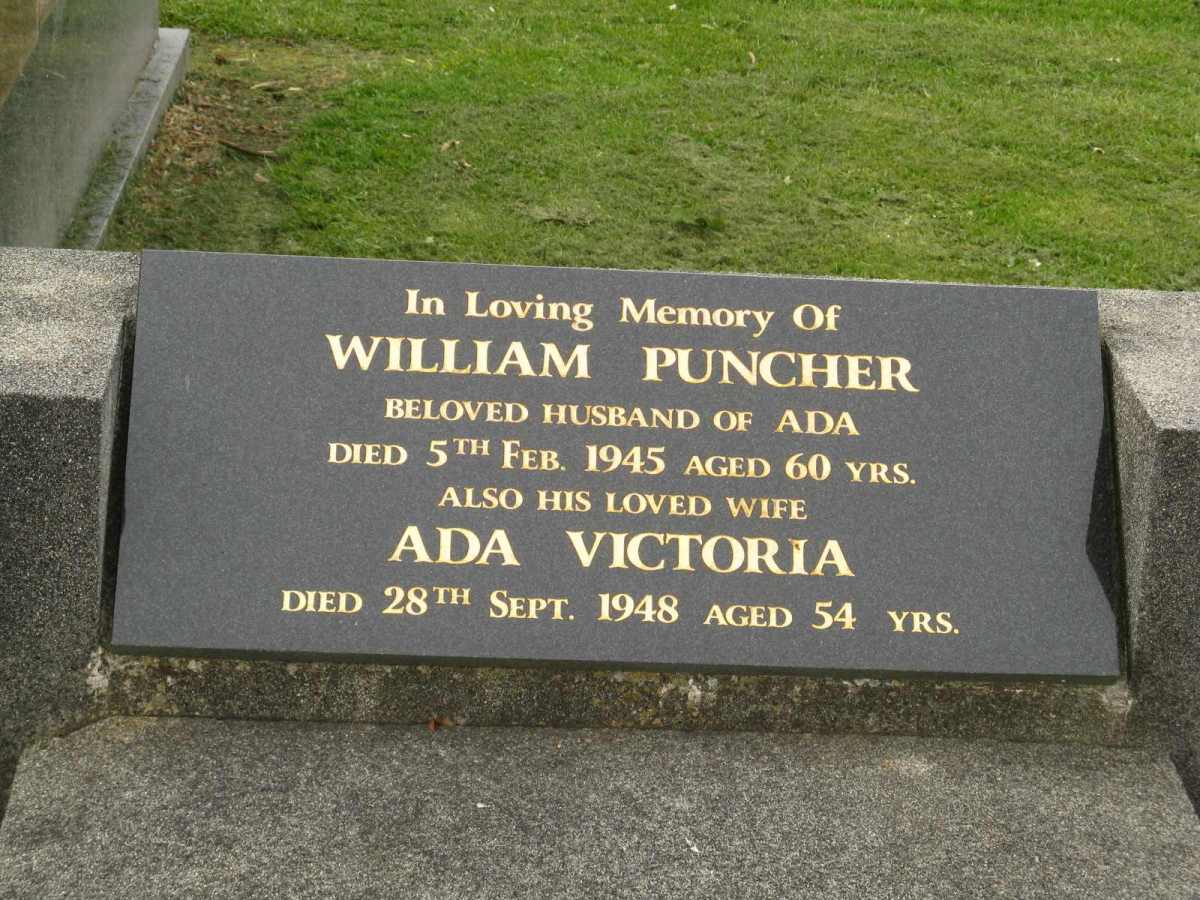 In Loving Memory Of
WILLIAM PUNCHER
BELOVED HUSBAND OF ADA
DIED 5TH FEB. 1945 AGED 60 YRS.
ALSO HIS LOVED WIFE
ADA VICTORIA
DIED 28TH SEPT. 1948 AGED 54 YRS.